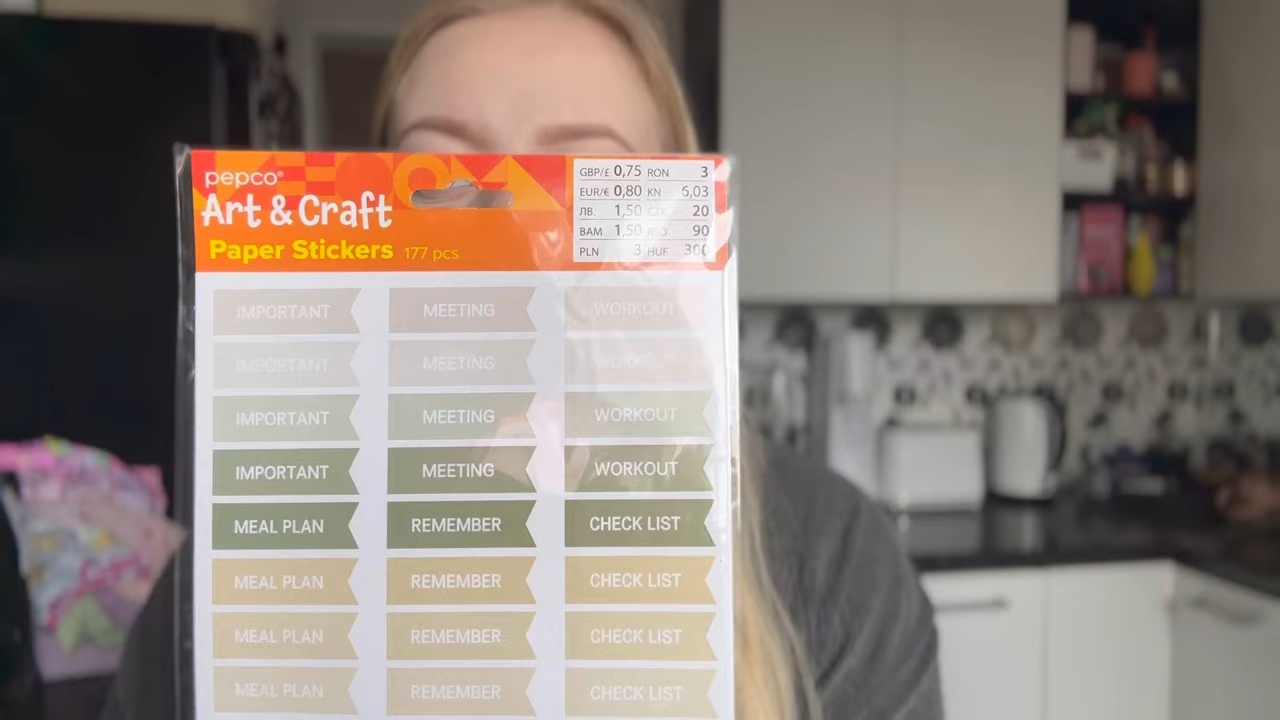 pepco®
Art & Craft
Paper Stickers 177 pcs
GBP/£ 0,75 RON 3
EUR/€ 0,80 KN 6,03
ЛВ. 1,50 CZK 20
BAM 1,50 RSD 90
PLN 3 HUF 300
IMPORTANT MEETING WORKOUT
IMPORTANT MEETING WORKOUT
IMPORTANT MEETING WORKOUT
IMPORTANT MEETING WORKOUT
MEAL PLAN REMEMBER CHECK LIST
MEAL PLAN REMEMBER CHECK LIST
MEAL PLAN REMEMBER CHECK LIST
MEAL PLAN REMEMBER CHECK LIST